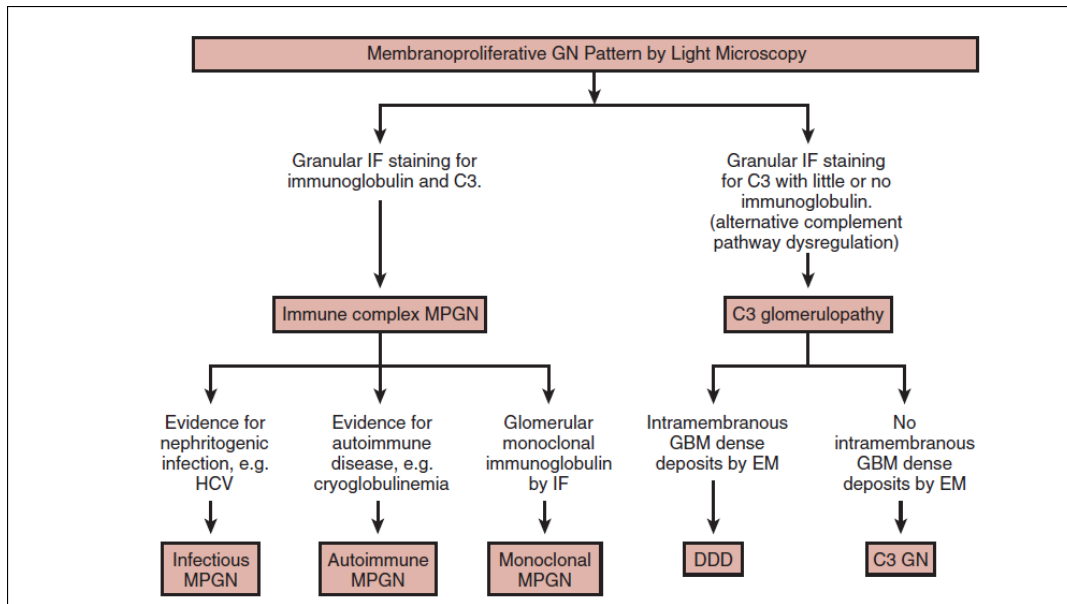 Membranoproliferative GN Pattern by Light Microscopy
Granular IF staining for
immunoglobulin and C3.
Granular IF staining
for C3 with little or no
immunoglobulin.
(alternative complement
pathway dysregulation)
Immune complex MPGN
C3 glomerulopathy
Evidence for
nephritogenic
infection, e.g.
HCV
Evidence for
autoimmune
disease, e.g.
cryoglobulinemia
Glomerular
monoclonal
immunoglobulin
by IF
Intramembranous
GBM dense
deposits by EM
No
intramembranous
GBM dense
deposits by EM
Infectious
MPGN
Autoimmune
MPGN
Monoclonal
MPGN
DDD
C3 GN